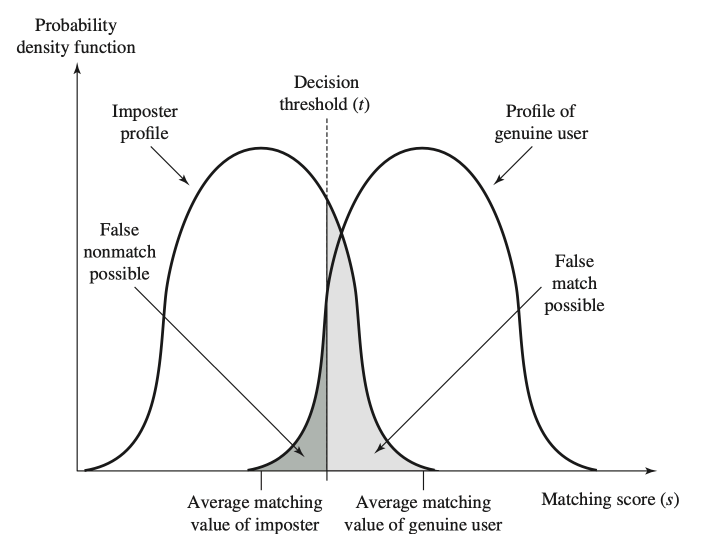 Probability
density function
Decision
threshold (t)
Imposter
profile
Profile of
genuine user
False
nonmatch
possible
False
match
possible
Average matching
value of imposter
Average matching
value of genuine user
Matching score (s)